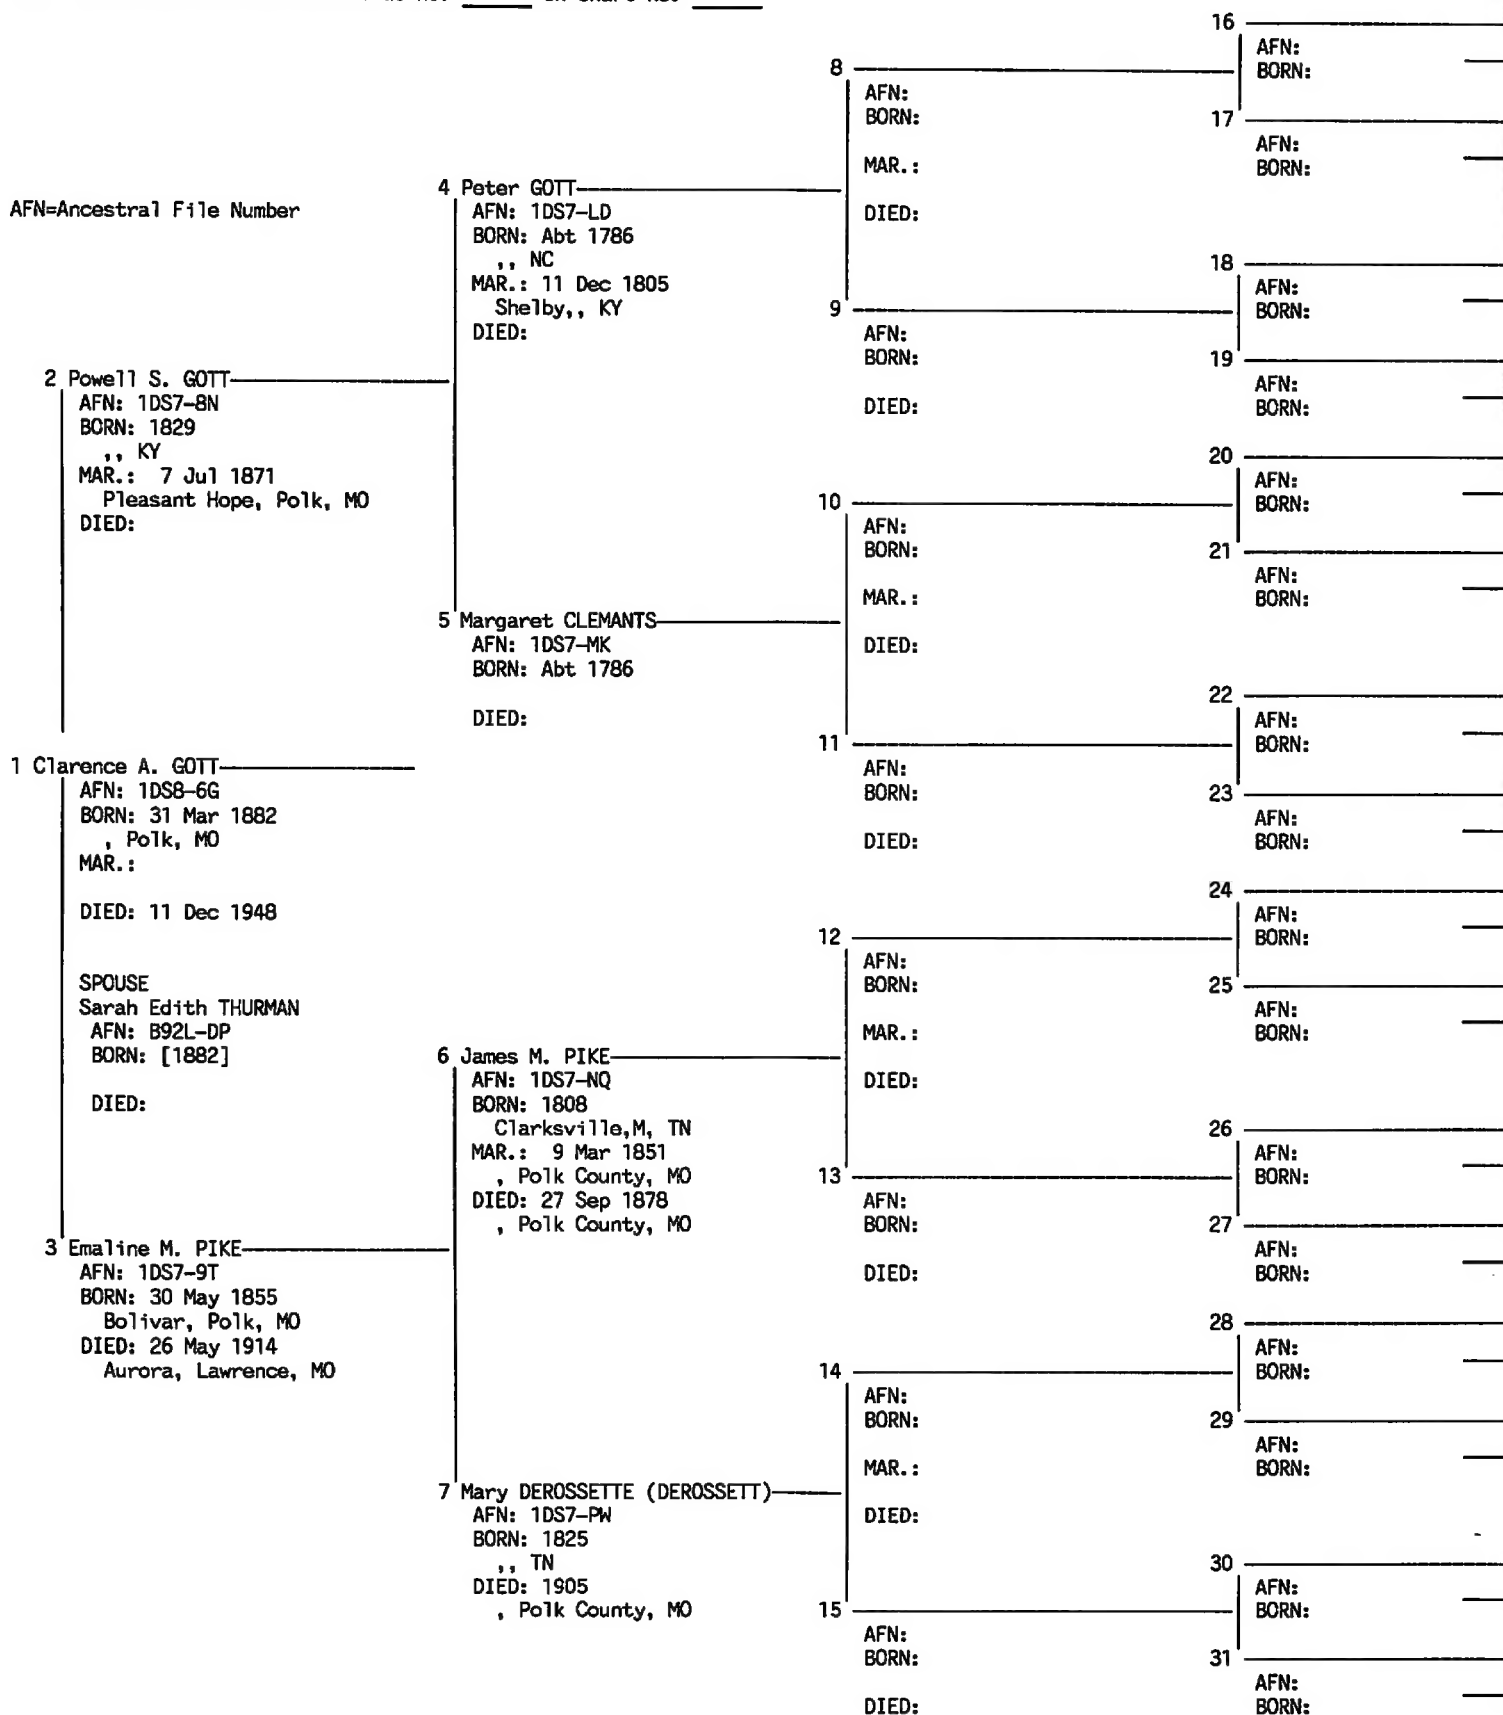 AFN=Ancestral File Number
1 Clarence A. GOTT
AFN: 1DS8-6G
BORN: 31 Mar 1882
, Polk, MO
MAR.:
DIED: 11 Dec 1948
SPOUSE
Sarah Edith THURMAN
AFN: B92L-DP
BORN: [1882]
DIED:
2 Powell S. GOTT
AFN: 1DS7-8N
BORN: 1829
,, KY
MAR.: 7 Jul 1871
Pleasant Hope, Polk, MO
DIED:
3 Emaline M. PIKE
AFN: 1DS7-9T
BORN: 30 May 1855
Bolivar, Polk, MO
DIED: 26 May 1914
Aurora, Lawrence, MO
4 Peter GOTT
AFN: 1DS7-LD
BORN: Abt 1786
,, NC
MAR.: 11 Dec 1805
Shelby,, KY
DIED:
5 Margaret CLEMANTS
AFN: 1DS7-MK
BORN: Abt 1786
DIED:
6 James M. PIKE
AFN: 1DS7-NQ
BORN: 1808
Clarksville,M, TN
MAR.: 9 Mar 1851
, Polk County, MO
DIED: 27 Sep 1878
, Polk County, MO
7 Mary DEROSSETTE (DEROSSETT)
AFN: 1DS7-PW
BORN: 1825
,, TN
DIED: 1905
, Polk County, MO
8
AFN:
BORN:
MAR.:
DIED:
9
AFN:
BORN:
DIED:
10
AFN:
BORN:
MAR.:
DIED:
11
AFN:
BORN:
DIED:
12
AFN:
BORN:
MAR.:
DIED:
13
AFN:
BORN:
DIED:
14
AFN:
BORN:
MAR.:
DIED:
15
AFN:
BORN:
DIED:
16
AFN:
BORN:
17
AFN:
BORN:
18
AFN:
BORN:
19
AFN:
BORN:
20
AFN:
BORN:
21
AFN:
BORN:
22
AFN:
BORN:
23
AFN:
BORN:
24
AFN:
BORN:
25
AFN:
BORN:
26
AFN:
BORN:
27
AFN:
BORN:
28
AFN:
BORN:
29
AFN:
BORN:
30
AFN:
BORN:
31
AFN:
BORN: